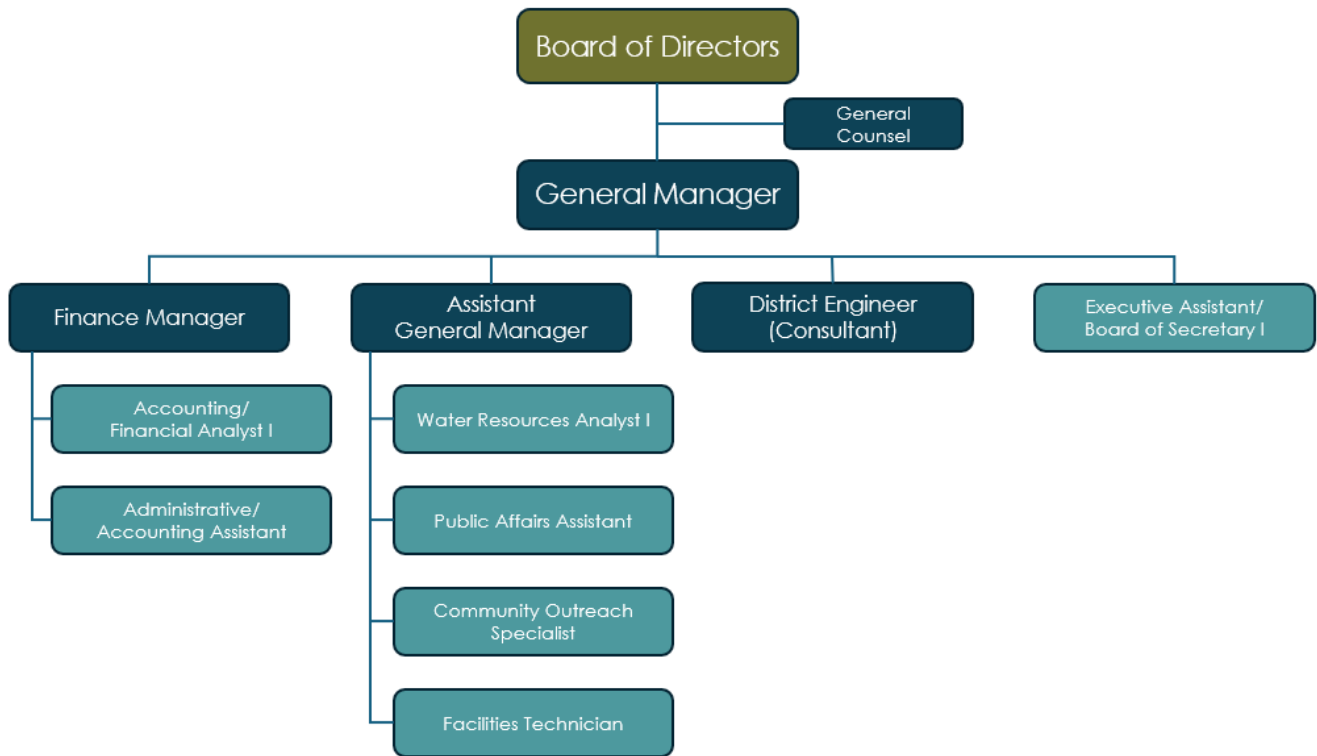 Board of Directors
General
Counsel
General Manager
Finance Manager
Assistant
General Manager
District Engineer
(Consultant)
Executive Assistant/
Board of Secretary I
Accounting/
Financial Analyst I
Administrative/
Accounting Assistant
Water Resources Analyst I
Public Affairs Assistant
Community Outreach
Specialist
Facilities Technician